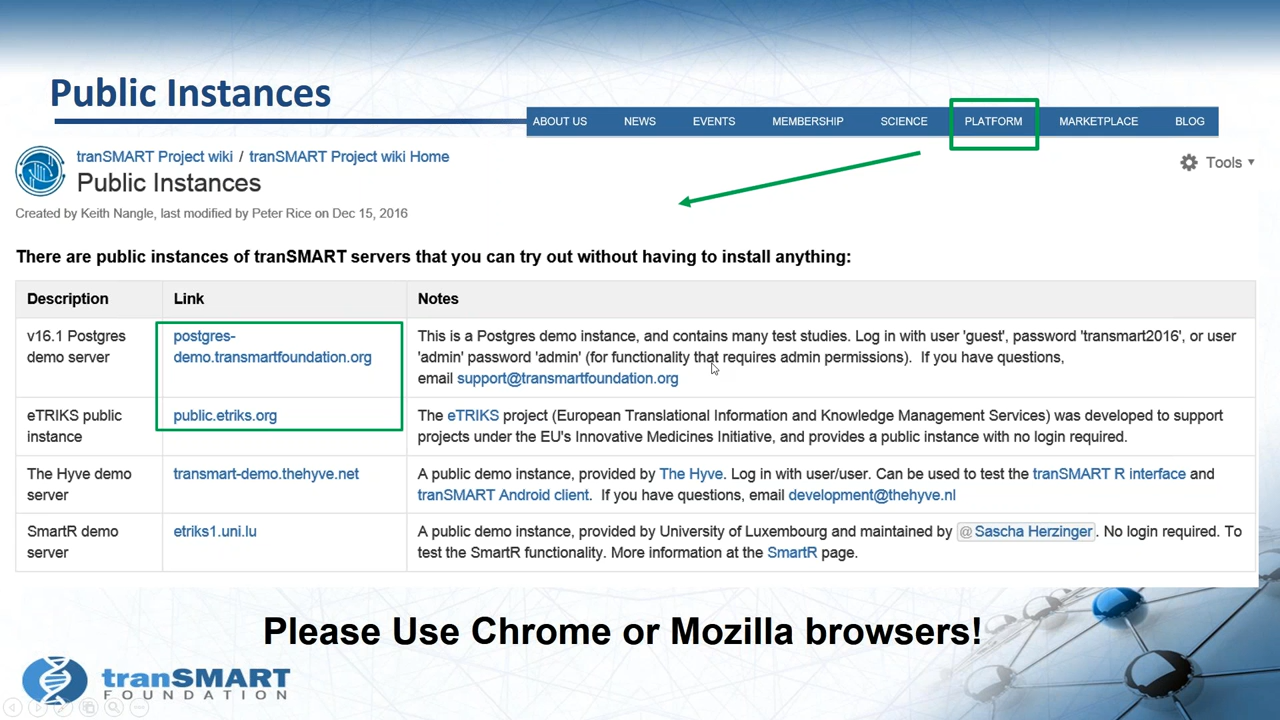 Public Instances
ABOUT US NEWS EVENTS MEMBERSHIP SCIENCE PLATFORM MARKETPLACE BLOG
tranSMART Project wiki / tranSMART Project wiki Home
Public Instances
Tools
Created by Keith Nangle, last modified by Peter Rice on Dec 15, 2016
There are public instances of tranSMART servers that you can try out without having to install anything:
Description Link Notes
v16.1 Postgres
demo server
postgres-
demo.transmartfoundation.org
This is a Postgres demo instance, and contains many test studies. Log in with user 'guest', password 'transmart2016', or user
'admin' password 'admin' (for functionality that requires admin permissions). If you have questions,
email support@transmartfoundation.org
eTRIKS public
instance
public.etriks.org
The eTRIKS project (European Translational Information and Knowledge Management Services) was developed to support
projects under the EU's Innovative Medicines Initiative, and provides a public instance with no login required.
The Hyve demo
server
transmart-demo.thehyve.net
A public demo instance, provided by The Hyve. Log in with user/user. Can be used to test the tranSMART R interface and
tranSMART Android client. If you have questions, email development@thehyve.nl
SmartR demo
server
etriks1.uni.lu
A public demo instance, provided by University of Luxembourg and maintained by @Sascha Herzinger. No login required. To
test the SmartR functionality. More information at the SmartR page.
Please Use Chrome or Mozilla browsers!
tranSMART
FOUNDATION